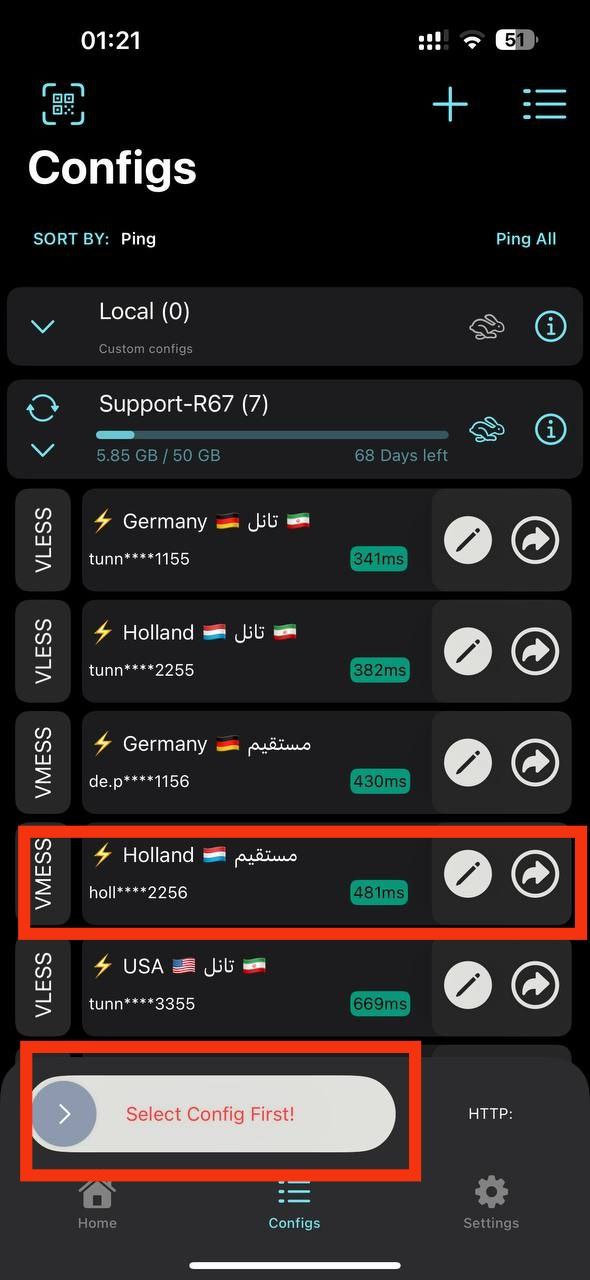 01:21
51
Configs
SORT BY: Ping
Ping All
Local (0)
Custom configs
Support-R67 (7)
5.85 GB / 50 GB
68 Days left
VLESS
⚡ Germany 🇩🇪 تانل 🇮🇷
tunn****1155
341ms
VLESS
⚡ Holland 🇳🇱 تانل 🇮🇷
tunn****2255
382ms
VMESS
⚡ Germany 🇩🇪 مستقیم
de.p****1156
430ms
VMESS
⚡ Holland 🇳🇱 مستقیم
holl****2256
481ms
VLESS
⚡ USA 🇺🇸 تانل 🇮🇷
tunn****3355
669ms
Select Config First!
HTTP:
Home
Configs
Settings